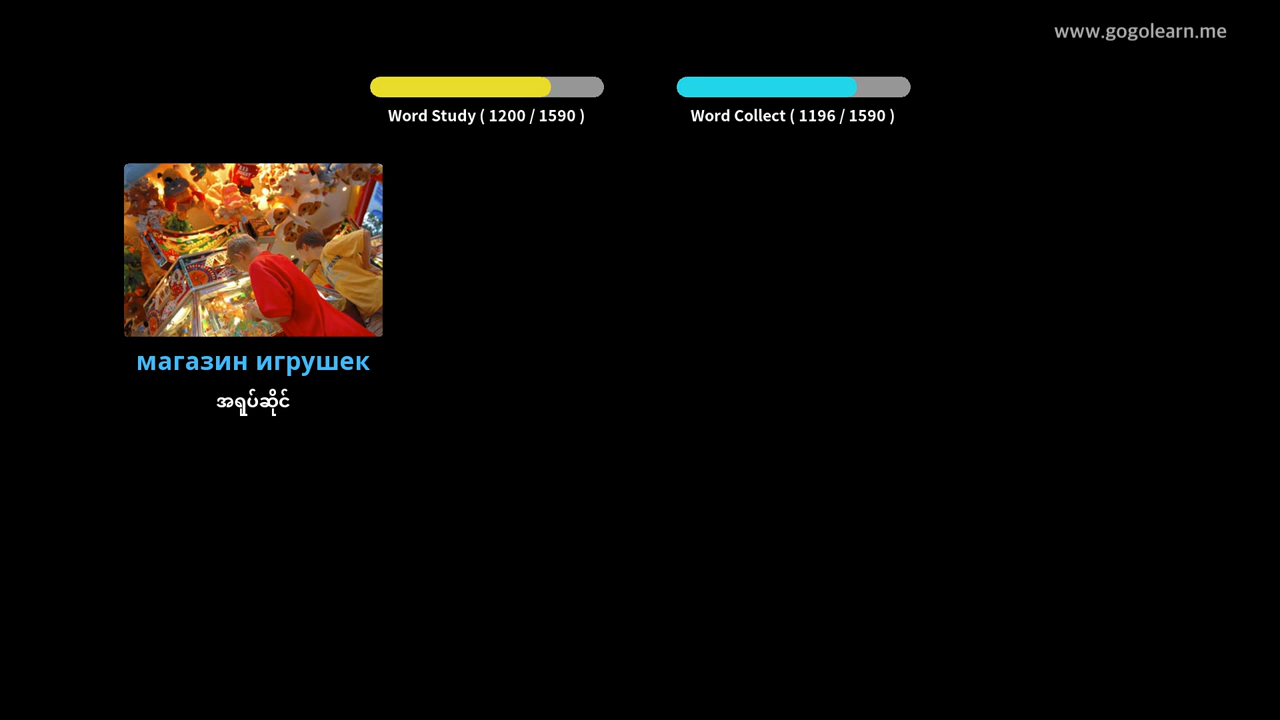 www.gogolearn.me
Word Study ( 1200 / 1590 )
Word Collect ( 1196 / 1590 )
магазин игрушек
အရုပ်ဆိုင်